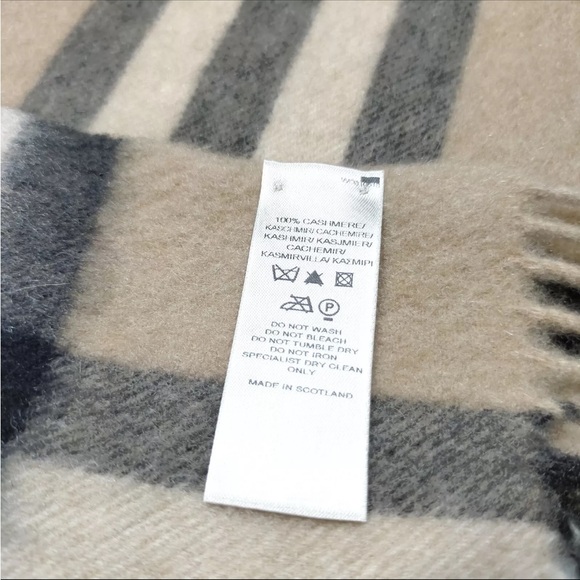 100% CASHMERE/
KASCHMIR/ CACHEMIRE/
KASHMIR/ KASJMIER/
CACHEMIR/
KASMIRVILLA/ ΚΑΣΜΙΡΙ
P
DO NOT WASH
DO NOT BLEACH
DO NOT TUMBLE DRY
DO NOT IRON
SPECIALIST DRY CLEAN
ONLY
MADE IN SCOTLAND